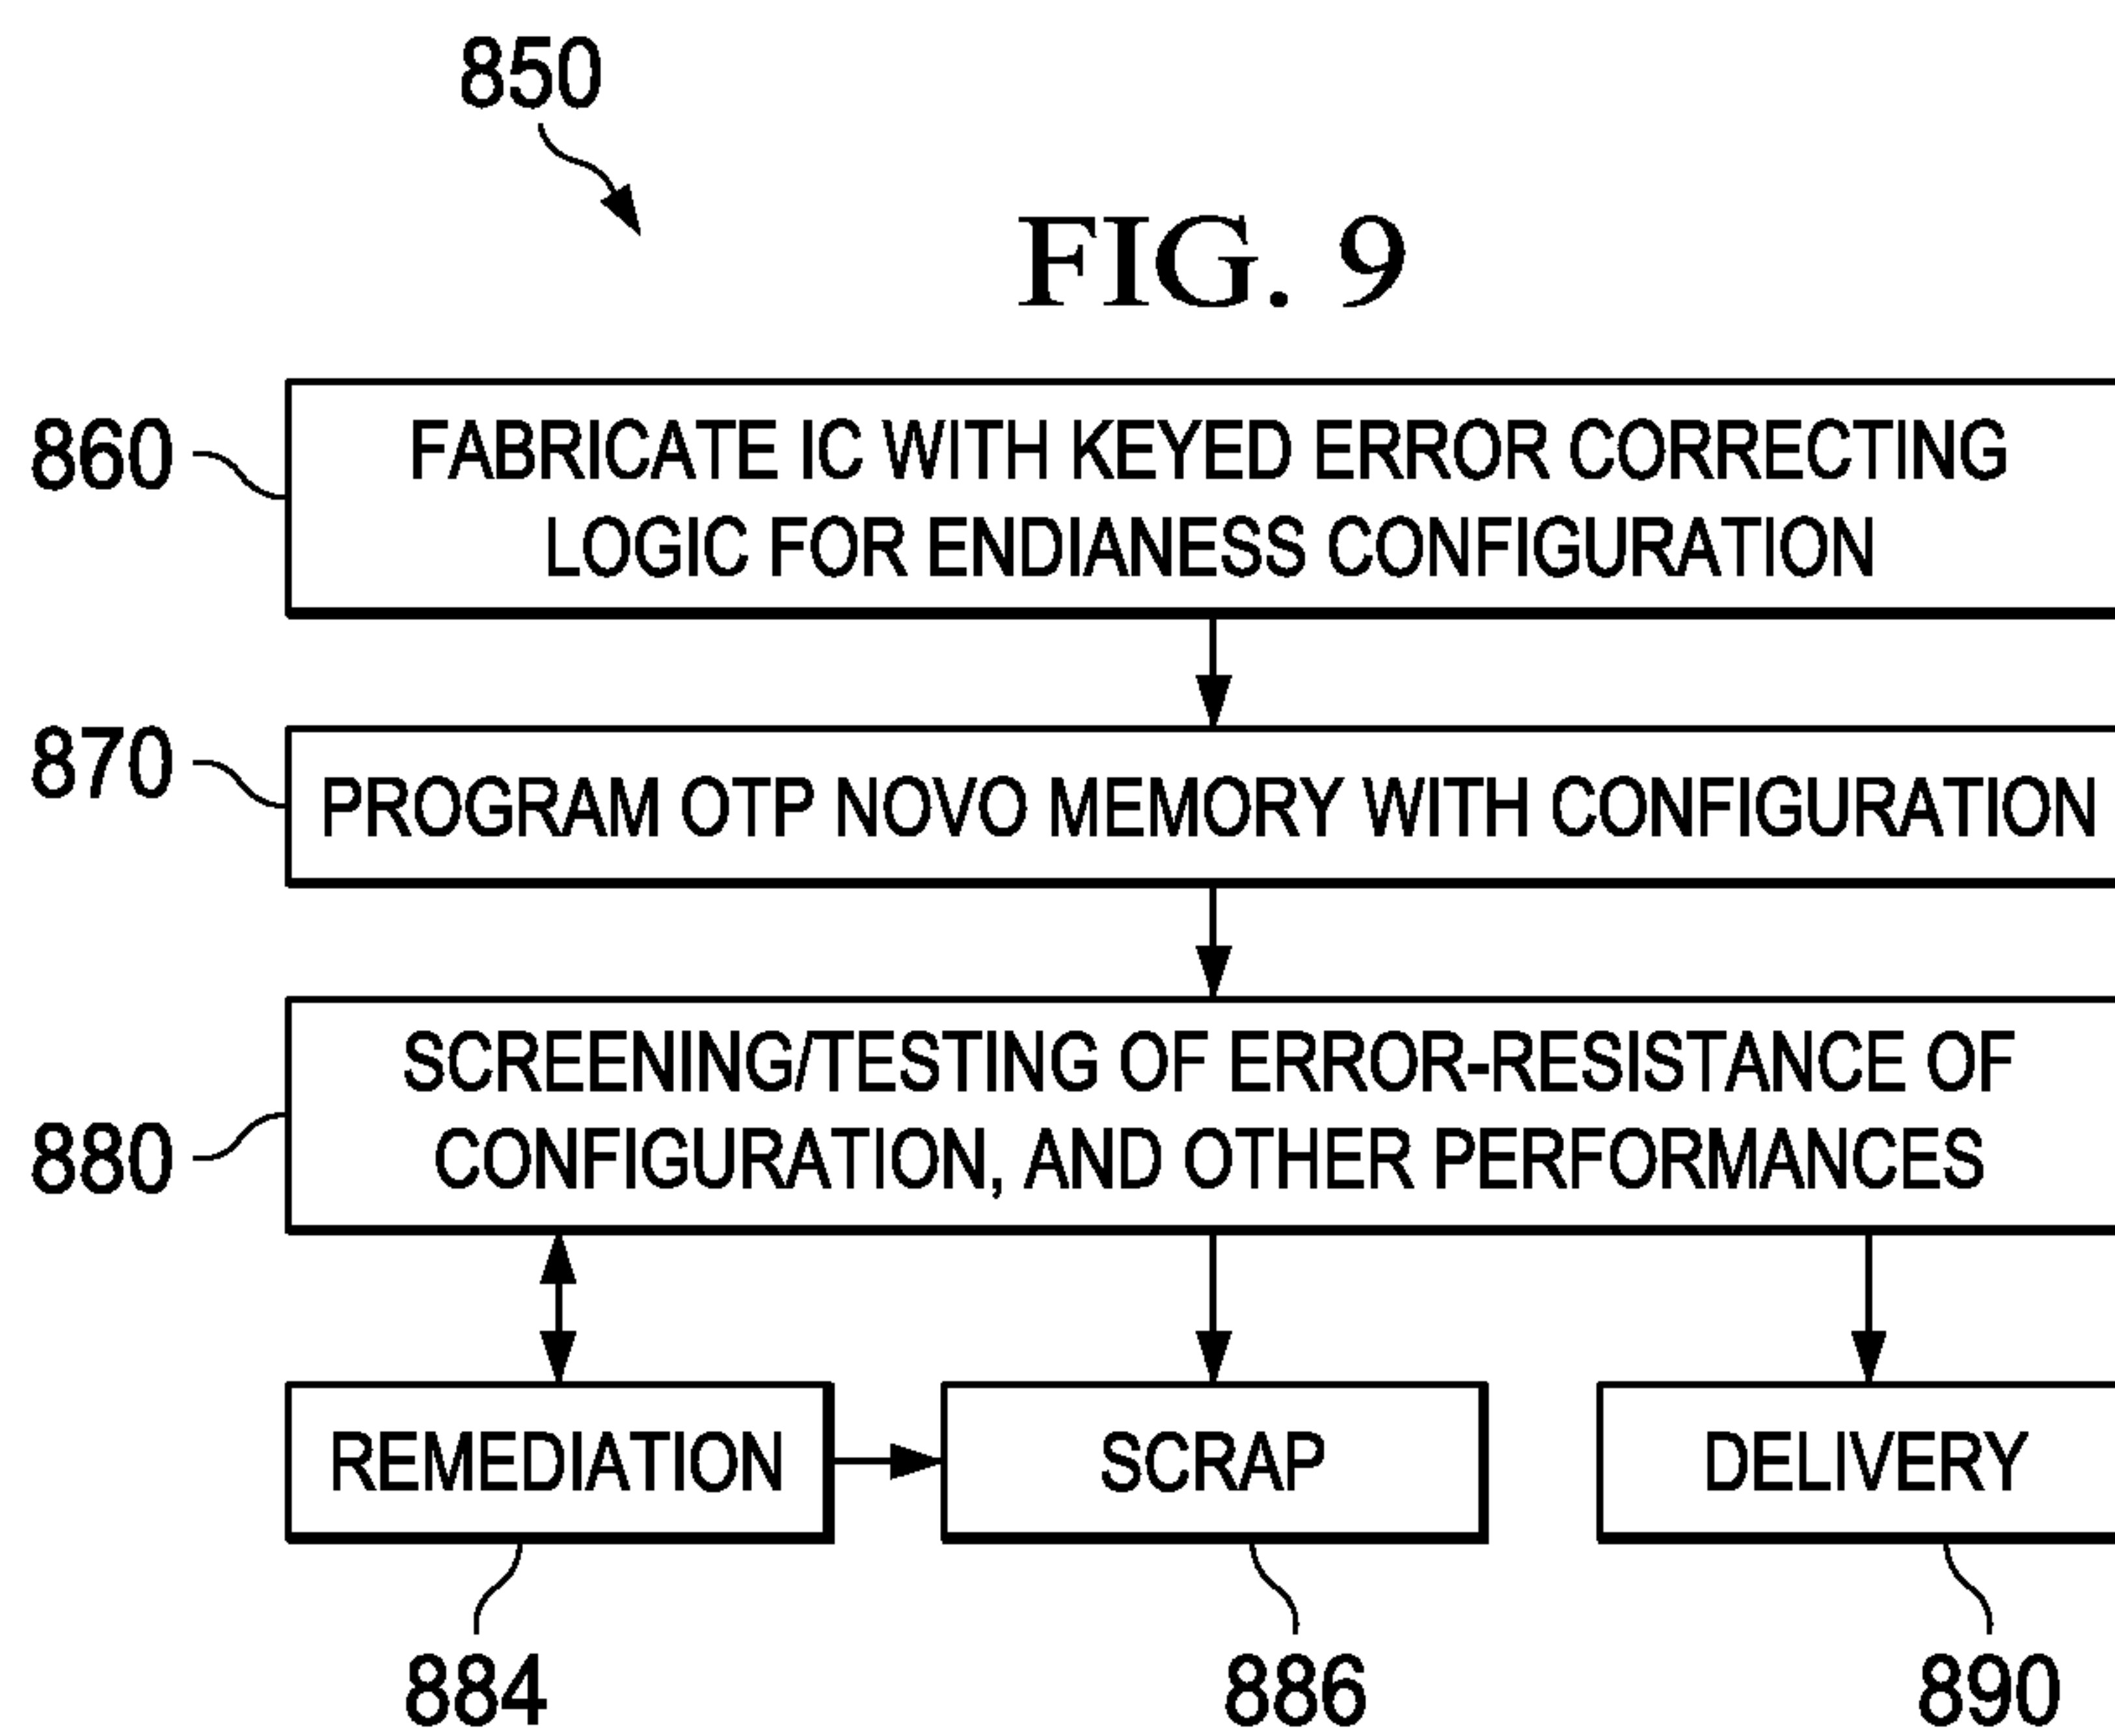 850
FIG. 9
860
FABRICATE IC WITH KEYED ERROR CORRECTING
LOGIC FOR ENDIANESS CONFIGURATION
870
PROGRAM OTP NOVO MEMORY WITH CONFIGURATION
880
SCREENING/TESTING OF ERROR-RESISTANCE OF
CONFIGURATION, AND OTHER PERFORMANCES
REMEDIATION
SCRAP
DELIVERY
884
886
890